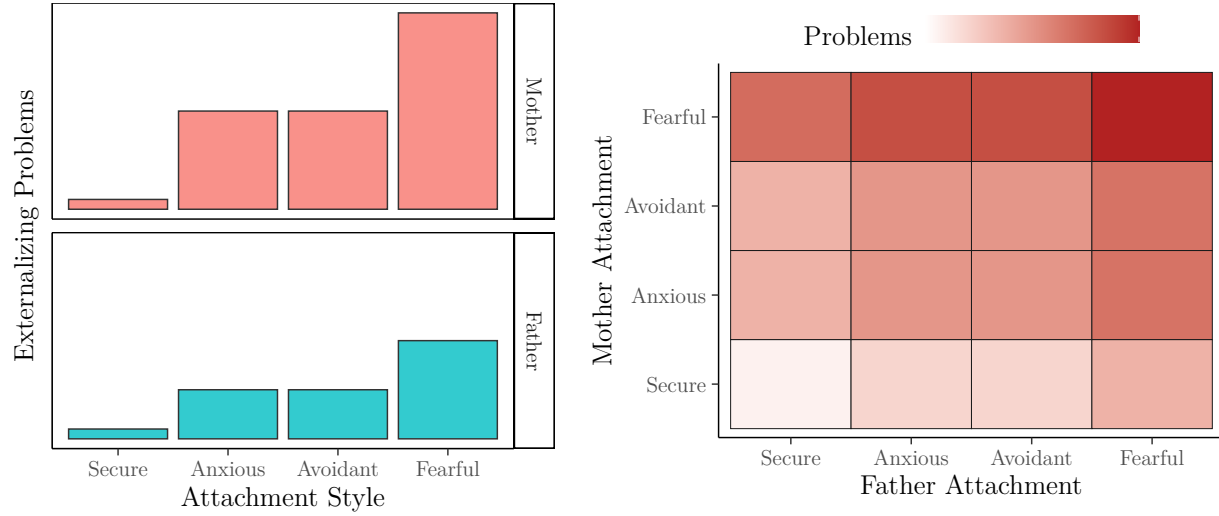 Externalizing Problems
Mother
Father
Secure Anxious Avoidant Fearful
Attachment Style
Problems
Mother Attachment
Fearful
Avoidant
Anxious
Secure
Secure Anxious Avoidant Fearful
Father Attachment